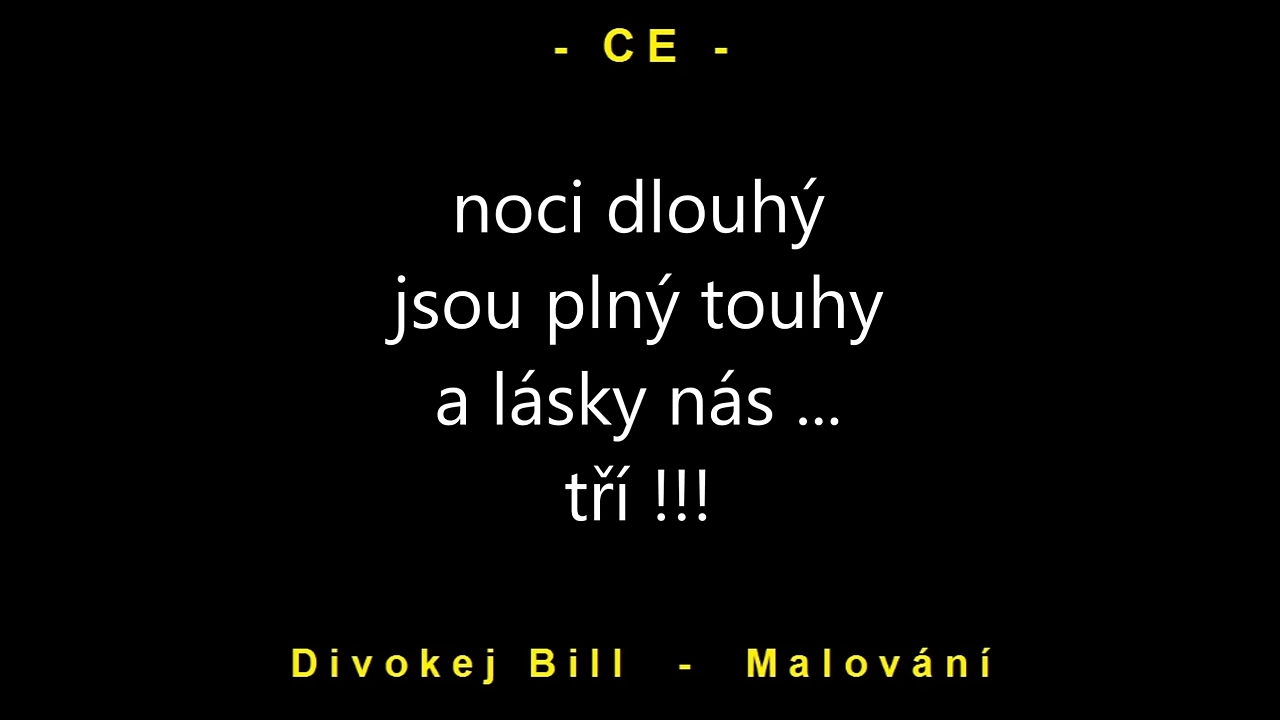 - CE -
noci dlouhý
jsou plný touhy
a lásky nás ...
tří !!!
Divokej Bill - Malování